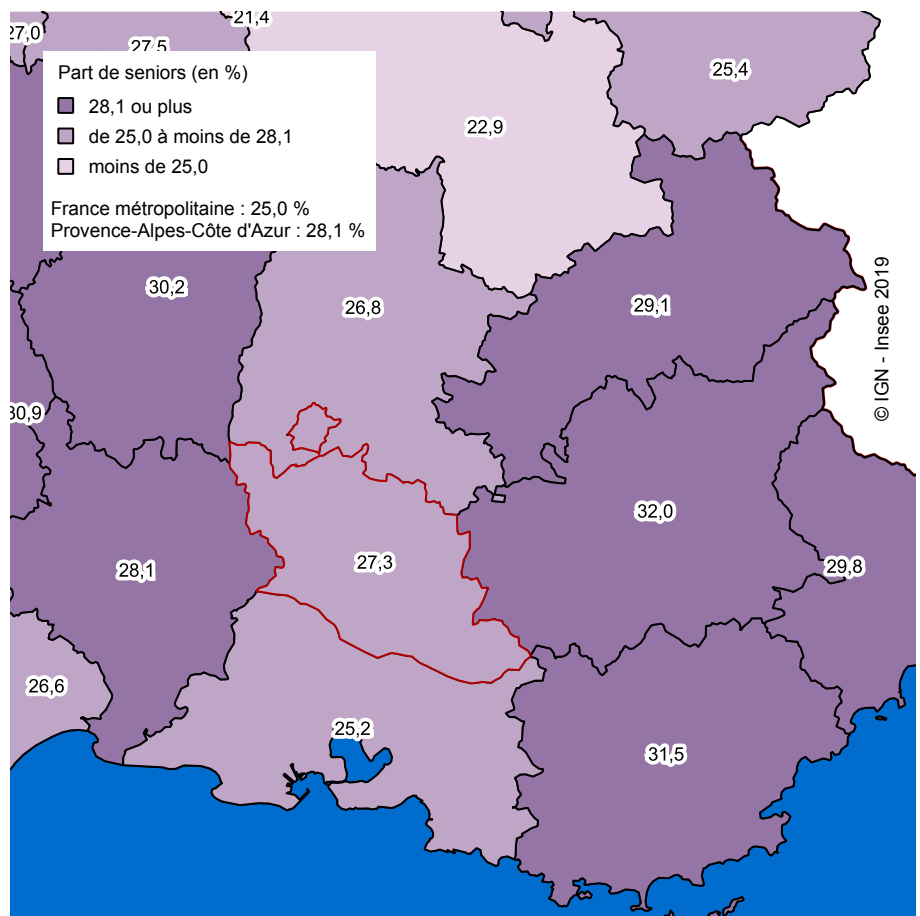 27,0
21,4
27,5
Part de seniors (en %)
28,1 ou plus
de 25,0 à moins de 28,1
moins de 25,0
France métropolitaine : 25,0 %
Provence-Alpes-Côte d'Azur : 28,1 %
25,4
22,9
30,2
26,8
29,1
© IGN - Insee 2019
30,9
32,0
28,1
27,3
29,8
26,6
25,2
31,5